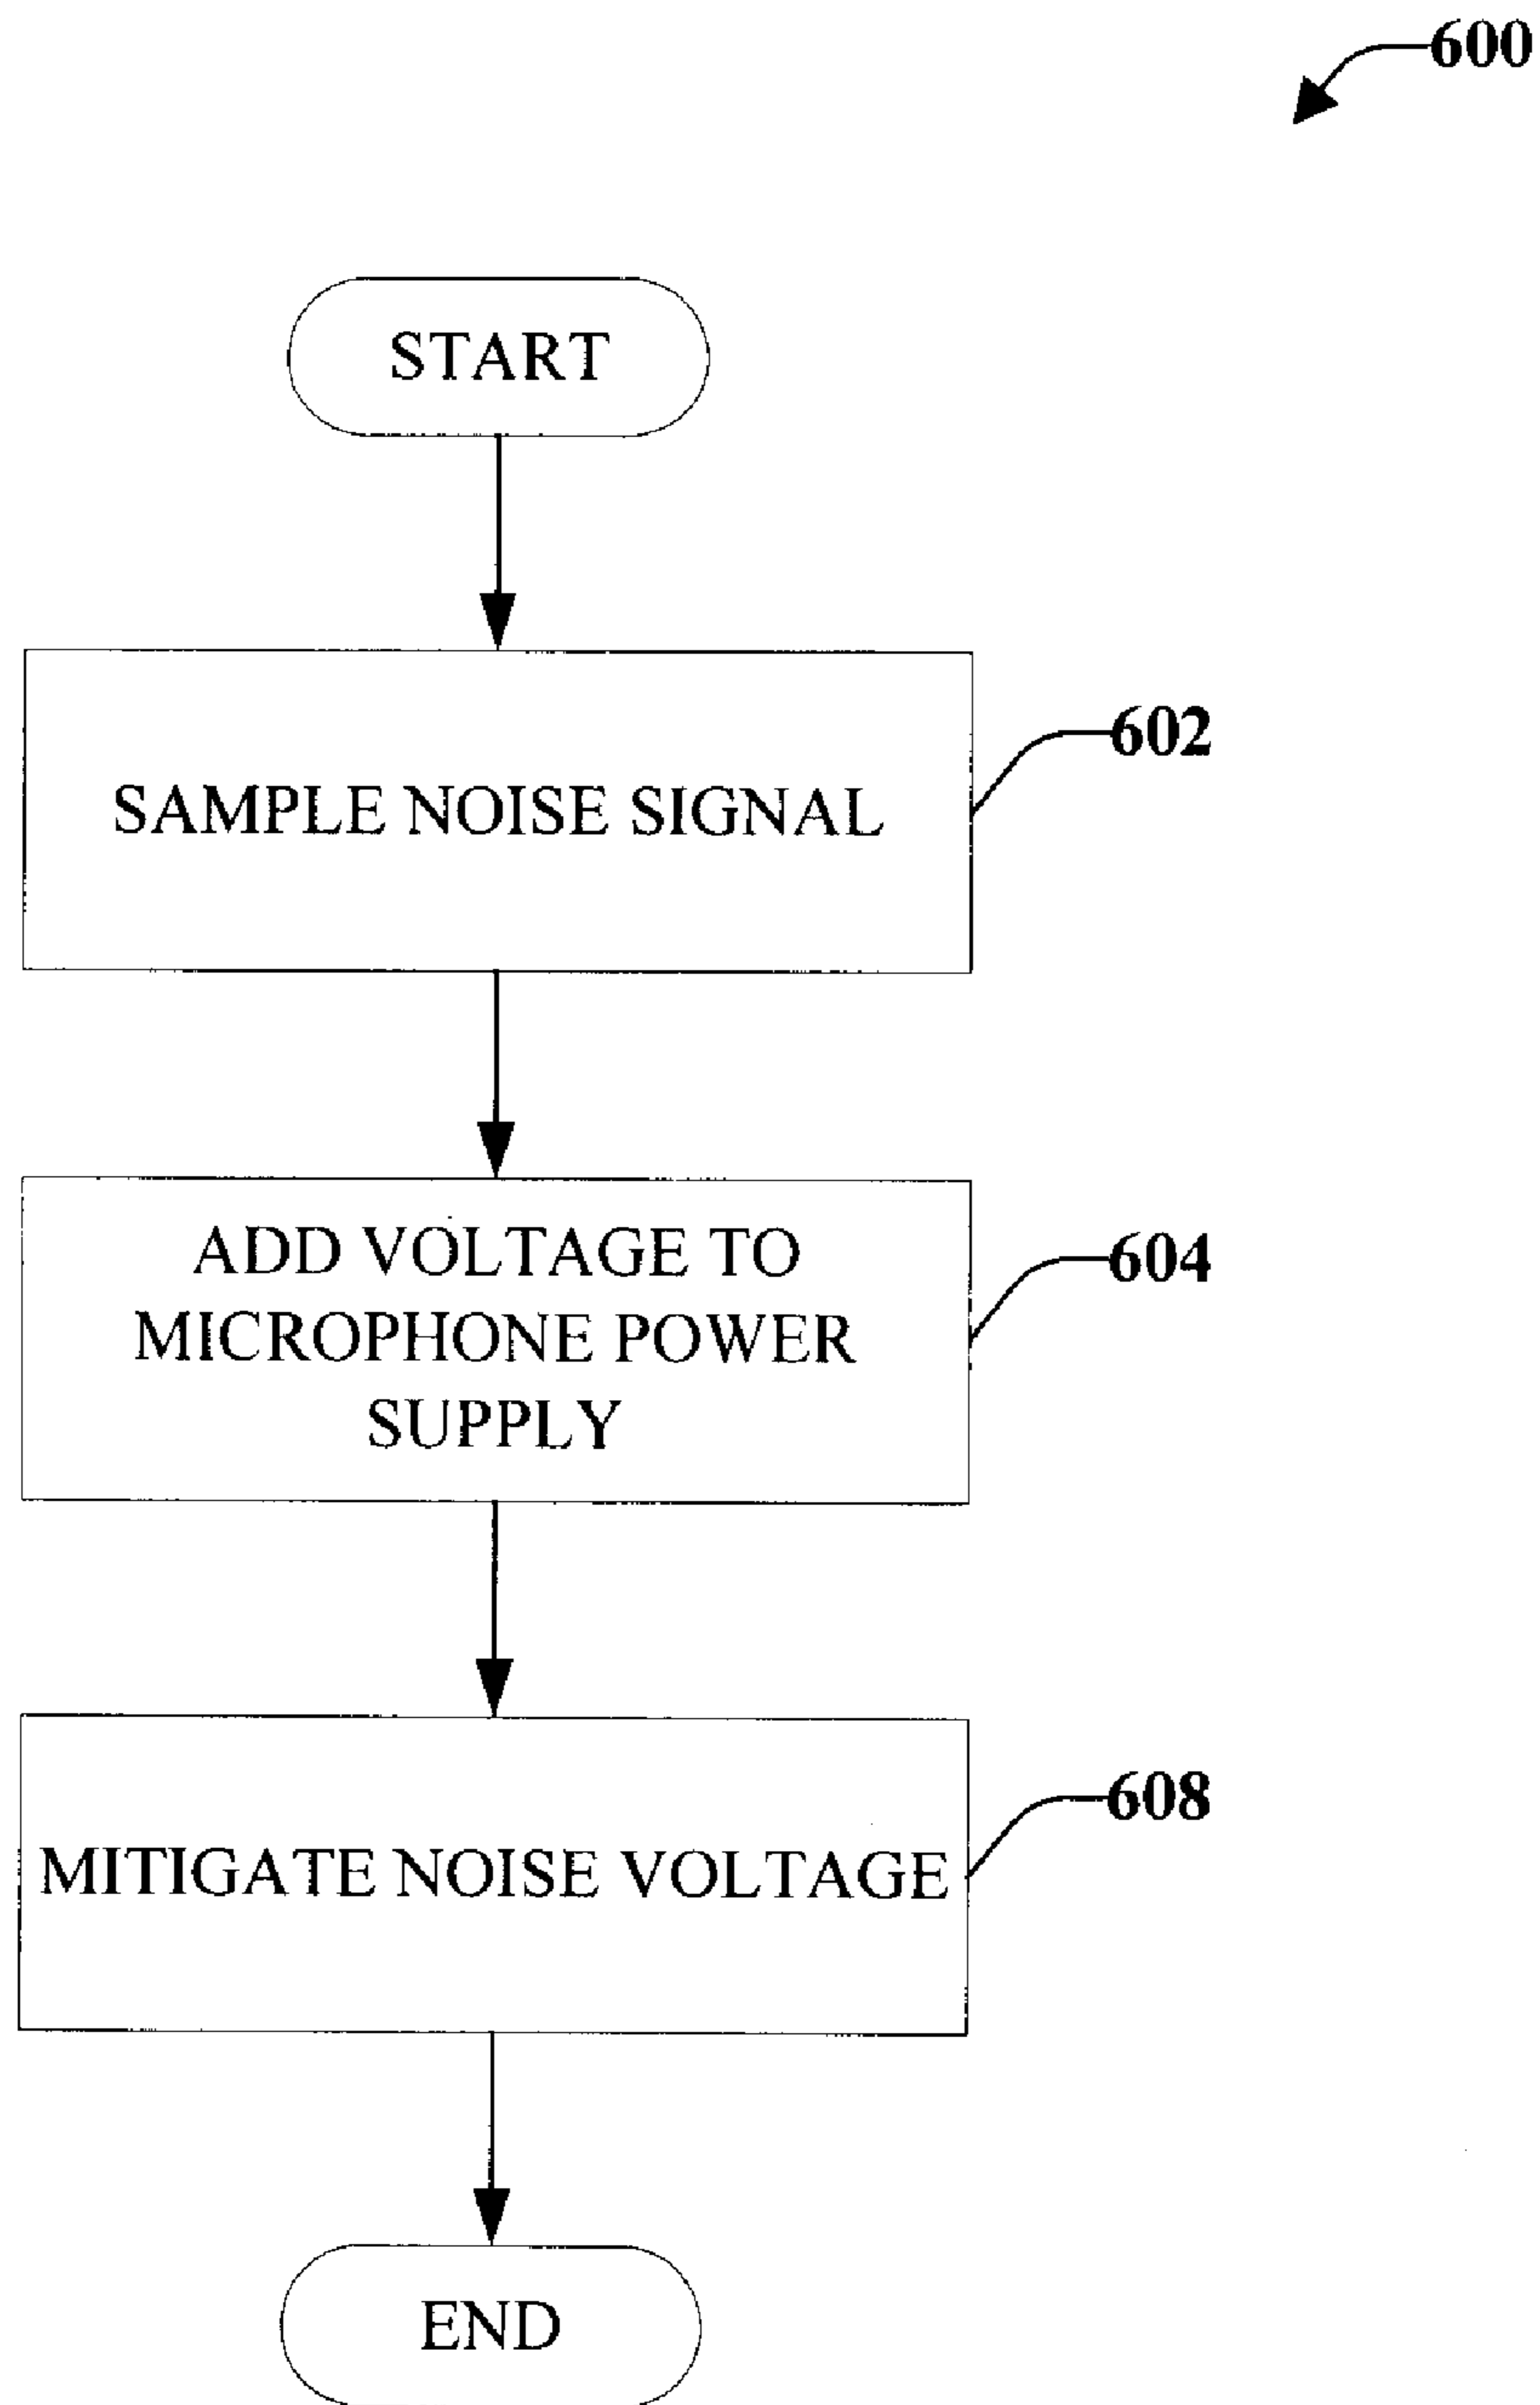 600
START
SAMPLE NOISE SIGNAL
602
ADD VOLTAGE TO
MICROPHONE POWER
SUPPLY
604
MITIGATE NOISE VOLTAGE
608
END